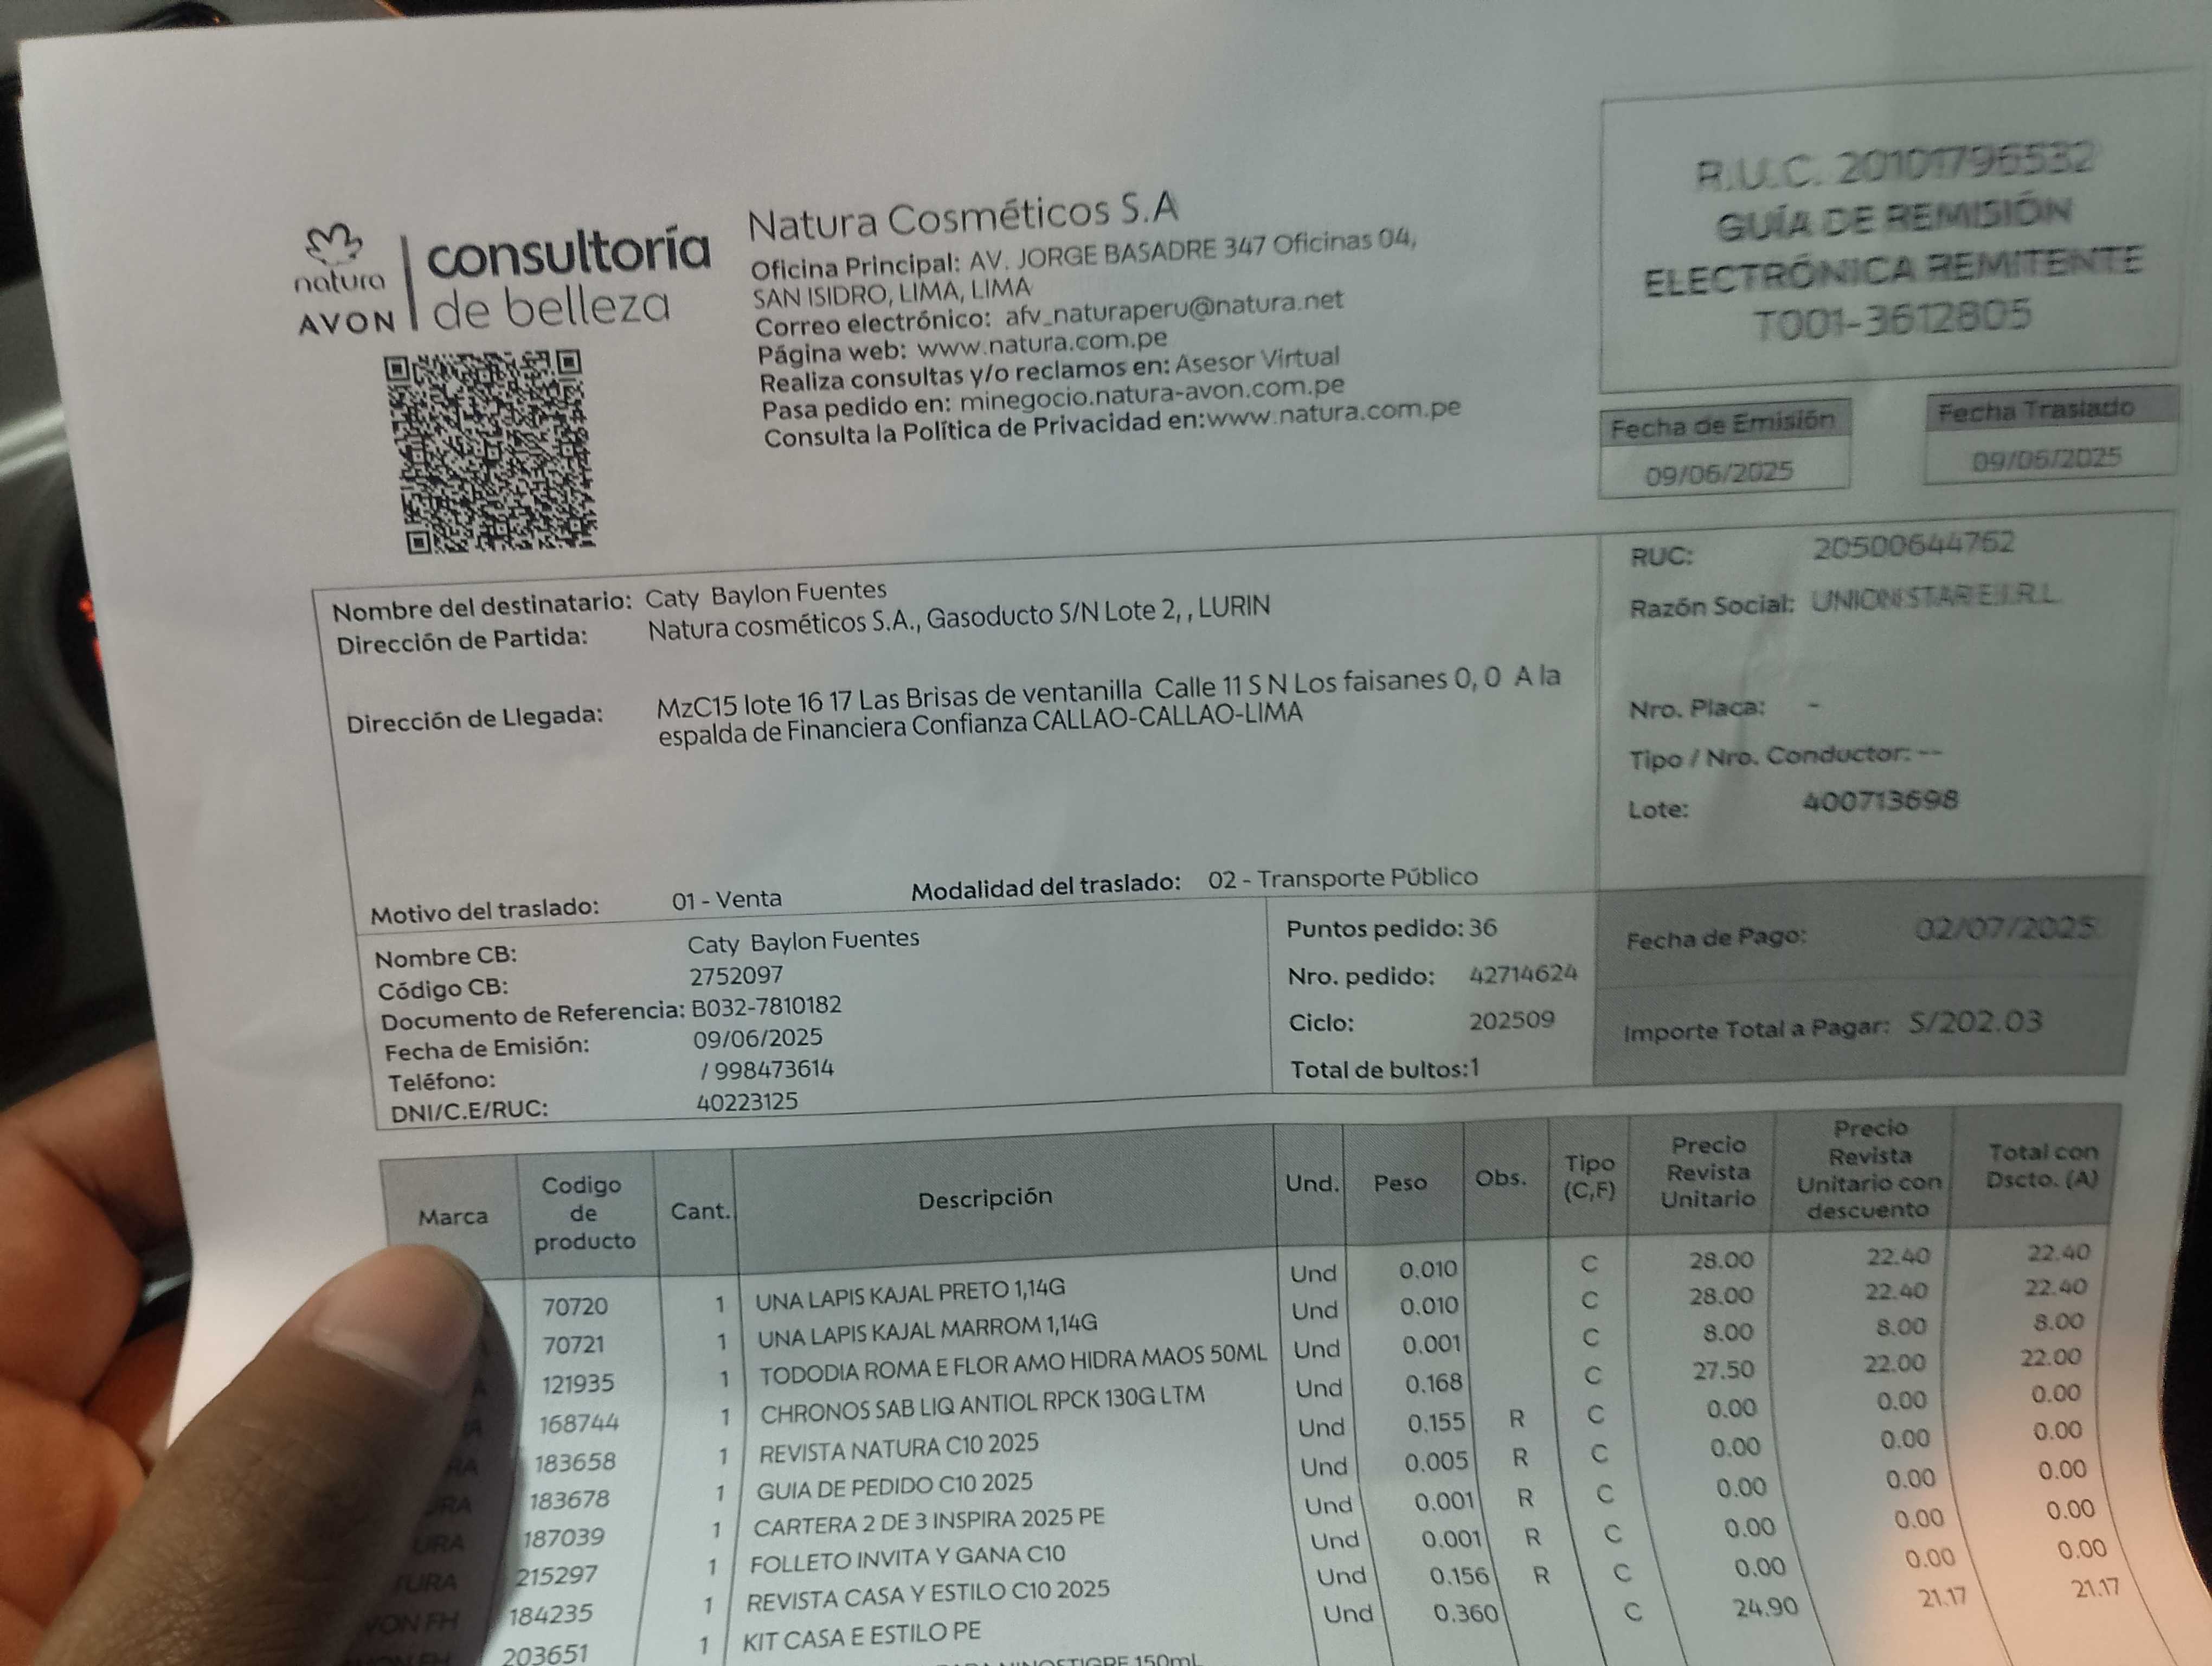 natura
AVON
consultoría
de belleza
Natura Cosméticos S.A
Oficina Principal: AV. JORGE BASADRE 347 Oficinas 04,
SAN ISIDRO, LIMA, LIMA
Correo electrónico: afv_naturaperu@natura.net
Página web: www.natura.com.pe
Realiza consultas y/o reclamos en: Asesor Virtual
Pasa pedido en: minegocio.natura-avon.com.pe
Consulta la Política de Privacidad en:www.natura.com.pe
R.U.C. 20101796532
GUÍA DE REMISIÓN
ELECTRÓNICA REMITENTE
T001-3612805
Fecha de Emisión
09/06/2025
Fecha Traslado
09/06/2025
Nombre del destinatario: Caty Baylon Fuentes
Dirección de Partida: Natura cosméticos S.A., Gasoducto S/N Lote 2, , LURIN
Dirección de Llegada: MzC15 lote 16 17 Las Brisas de ventanilla Calle 11 S N Los faisanes 0, 0 A la
espalda de Financiera Confianza CALLAO-CALLAO-LIMA
Motivo del traslado: 01 - Venta Modalidad del traslado: 02 - Transporte Público
RUC: 20500644762
Razón Social: UNION STAR E.I.R.L.
Nro. Placa: -
Tipo / Nro. Conductor: --
Lote: 400713698
Nombre CB: Caty Baylon Fuentes
Código CB: 2752097
Documento de Referencia: B032-7810182
Fecha de Emisión: 09/06/2025
Teléfono: / 998473614
DNI/C.E/RUC: 40223125
Puntos pedido: 36
Nro. pedido: 42714624
Ciclo: 202509
Total de bultos:1
Fecha de Pago: 02/07/2025
Importe Total a Pagar: S/202.03
Marca Codigo de producto Cant. Descripción Und. Peso Obs. Tipo (C,F) Precio Revista Unitario Precio Revista Unitario con descuento Total con Dscto. (A)
70720 1 UNA LAPIS KAJAL PRETO 1,14G Und 0.010 C 28.00 22.40 22.40
70721 1 UNA LAPIS KAJAL MARROM 1,14G Und 0.010 C 28.00 22.40 22.40
121935 1 TODODIA ROMA E FLOR AMO HIDRA MAOS 50ML Und 0.001 C 8.00 8.00 8.00
168744 1 CHRONOS SAB LIQ ANTIOL RPCK 130G LTM Und 0.168 C 27.50 22.00 22.00
183658 1 REVISTA NATURA C10 2025 Und 0.155 R C 0.00 0.00 0.00
183678 1 GUIA DE PEDIDO C10 2025 Und 0.005 R C 0.00 0.00 0.00
187039 1 CARTERA 2 DE 3 INSPIRA 2025 PE Und 0.001 R C 0.00 0.00 0.00
215297 1 FOLLETO INVITA Y GANA C10 Und 0.001 R C 0.00 0.00 0.00
184235 1 REVISTA CASA Y ESTILO C10 2025 Und 0.156 R C 0.00 0.00 0.00
203651 1 KIT CASA E ESTILO PE Und 0.360 C 24.90 21.17 21.17
150mL